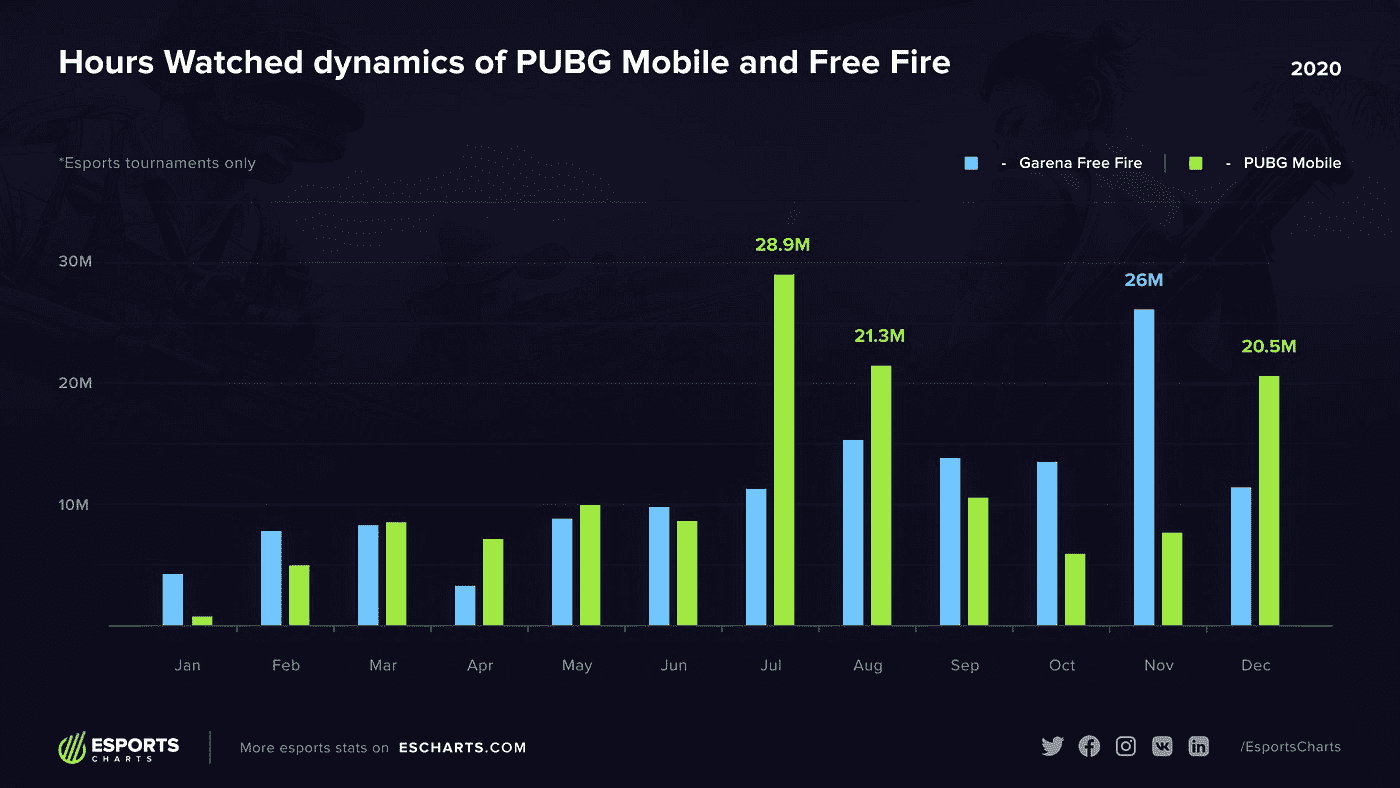 Hours Watched dynamics of PUBG Mobile and Free Fire
2020
*Esports tournaments only
- Garena Free Fire
- PUBG Mobile
30M
20M
10M
28.9M
21.3M
26M
20.5M
Jan Feb Mar Apr May Jun Jul Aug Sep Oct Nov Dec
ESPORTS
CHARTS
More esports stats on ESCHARTS.COM
/EsportsCharts